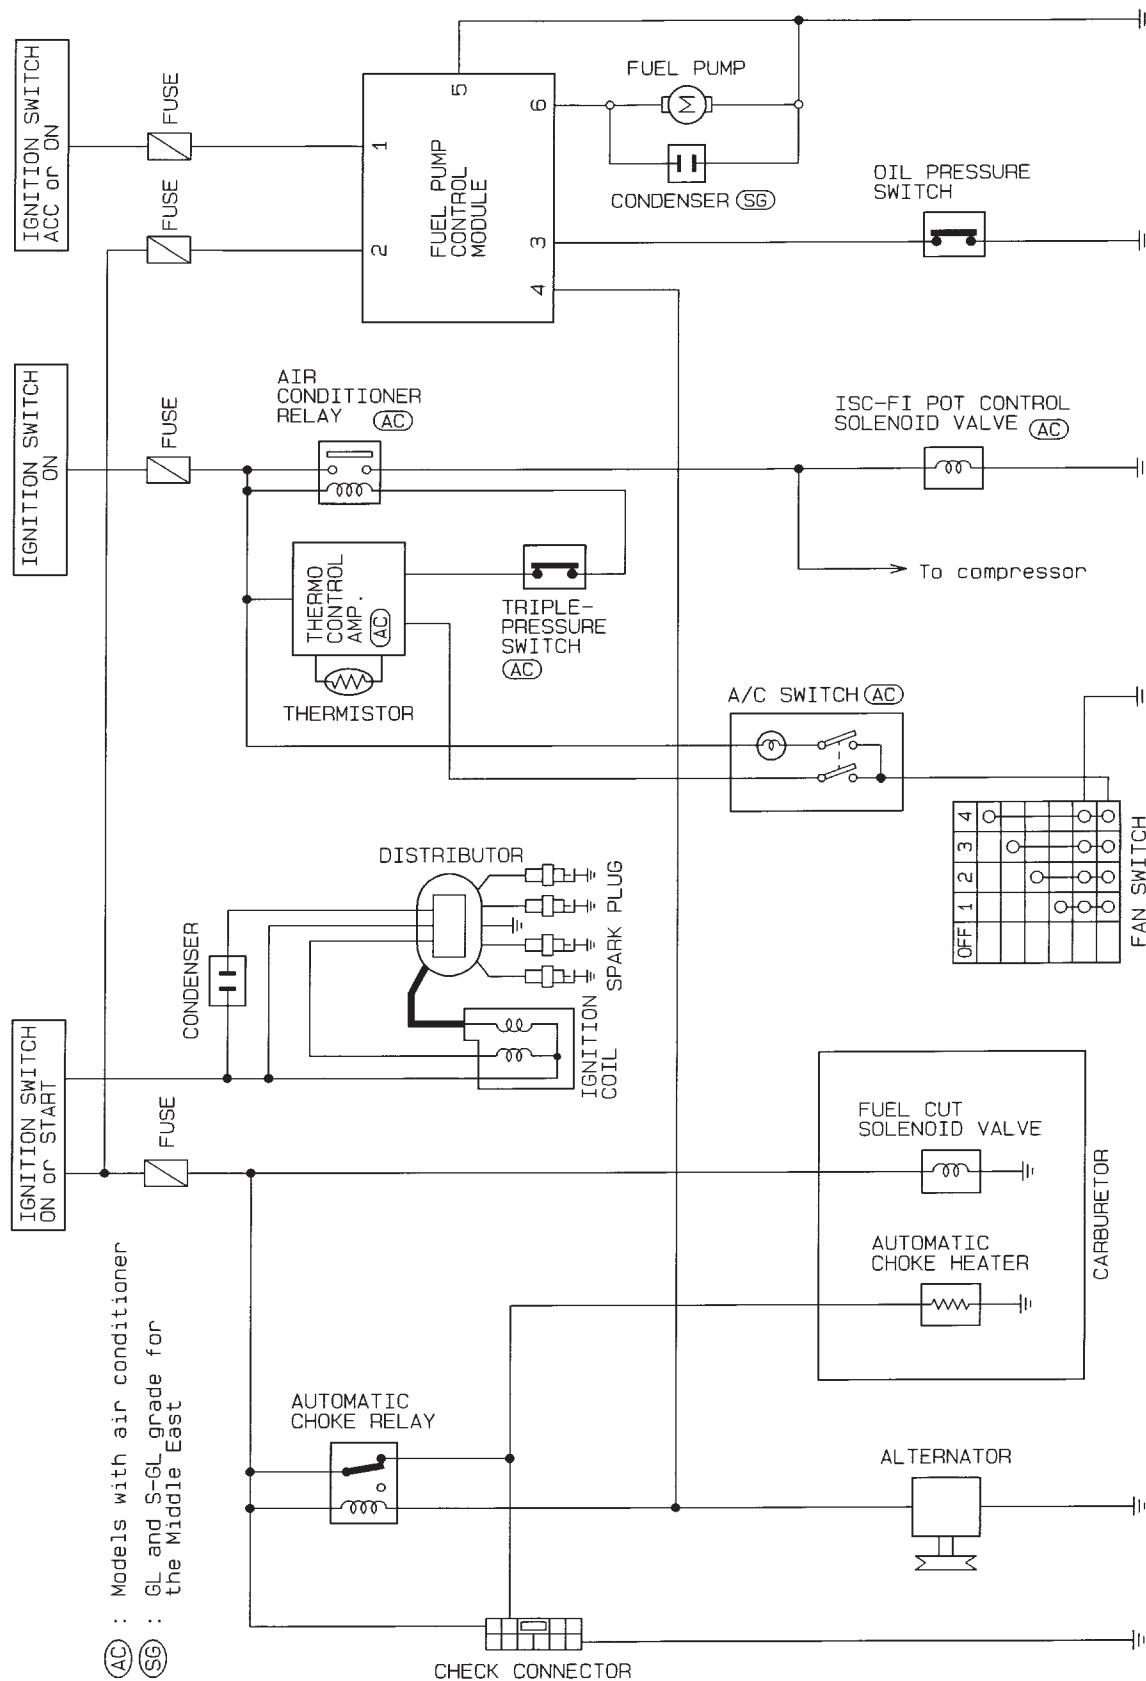 IGNITION SWITCH
ACC or ON
FUSE
FUSE
1
2
5
6
3
4
FUEL PUMP
CONTROL
MODULE
FUEL PUMP
M
CONDENSER SG
OIL PRESSURE
SWITCH
IGNITION SWITCH
ON
FUSE
AIR
CONDITIONER
RELAY AC
ISC-FI POT CONTROL
SOLENOID VALVE AC
To compressor
THERMO
CONTROL
AMP.
AC
THERMISTOR
TRIPLE-
PRESSURE
SWITCH
AC
A/C SWITCH AC
OFF 1 2 3 4
FAN SWITCH
DISTRIBUTOR
SPARK PLUG
CONDENSER
IGNITION
COIL
IGNITION SWITCH
ON or START
FUSE
FUEL CUT
SOLENOID VALVE
AUTOMATIC
CHOKE HEATER
CARBURETOR
AUTOMATIC
CHOKE RELAY
ALTERNATOR
CHECK CONNECTOR
AC : Models with air conditioner
SG : GL and S-GL grade for
the Middle East